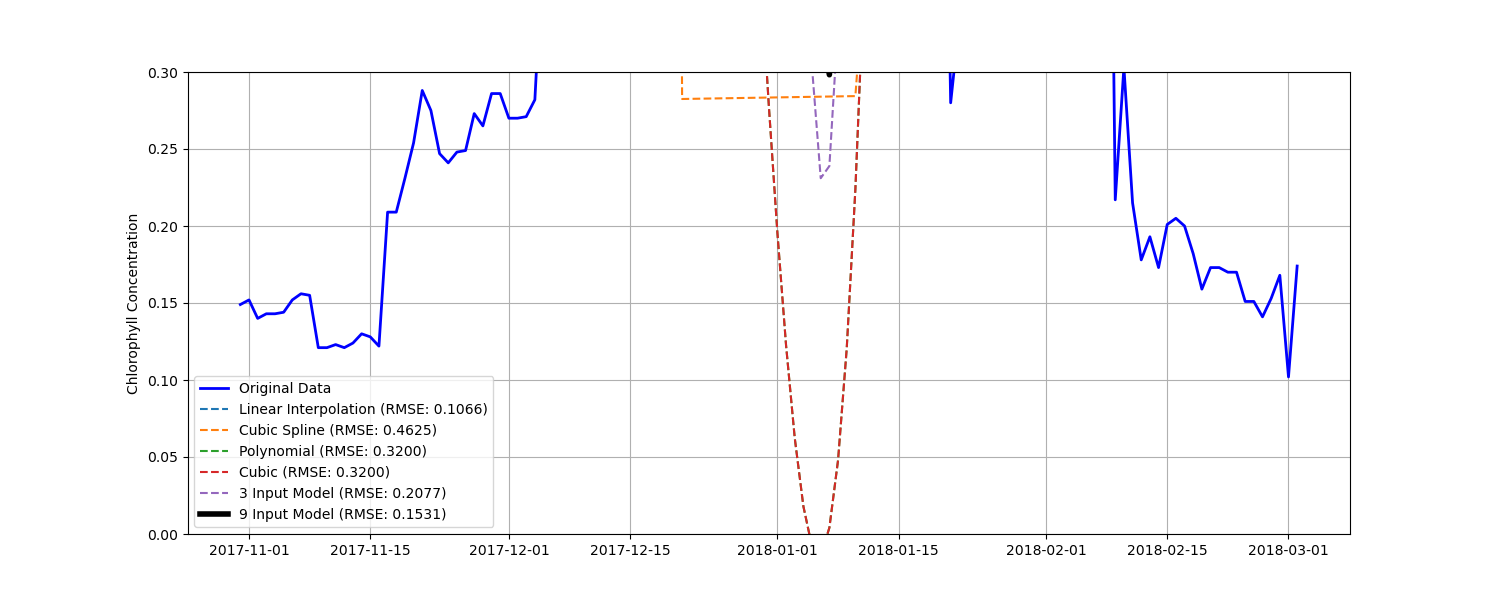 0.30
0.25
0.20
0.15
0.10
0.05
0.00
Chlorophyll Concentration
Original Data
Linear Interpolation (RMSE: 0.1066)
Cubic Spline (RMSE: 0.4625)
Polynomial (RMSE: 0.3200)
Cubic (RMSE: 0.3200)
3 Input Model (RMSE: 0.2077)
9 Input Model (RMSE: 0.1531)
2017-11-01 2017-11-15 2017-12-01 2017-12-15 2018-01-01 2018-01-15 2018-02-01 2018-02-15 2018-03-01